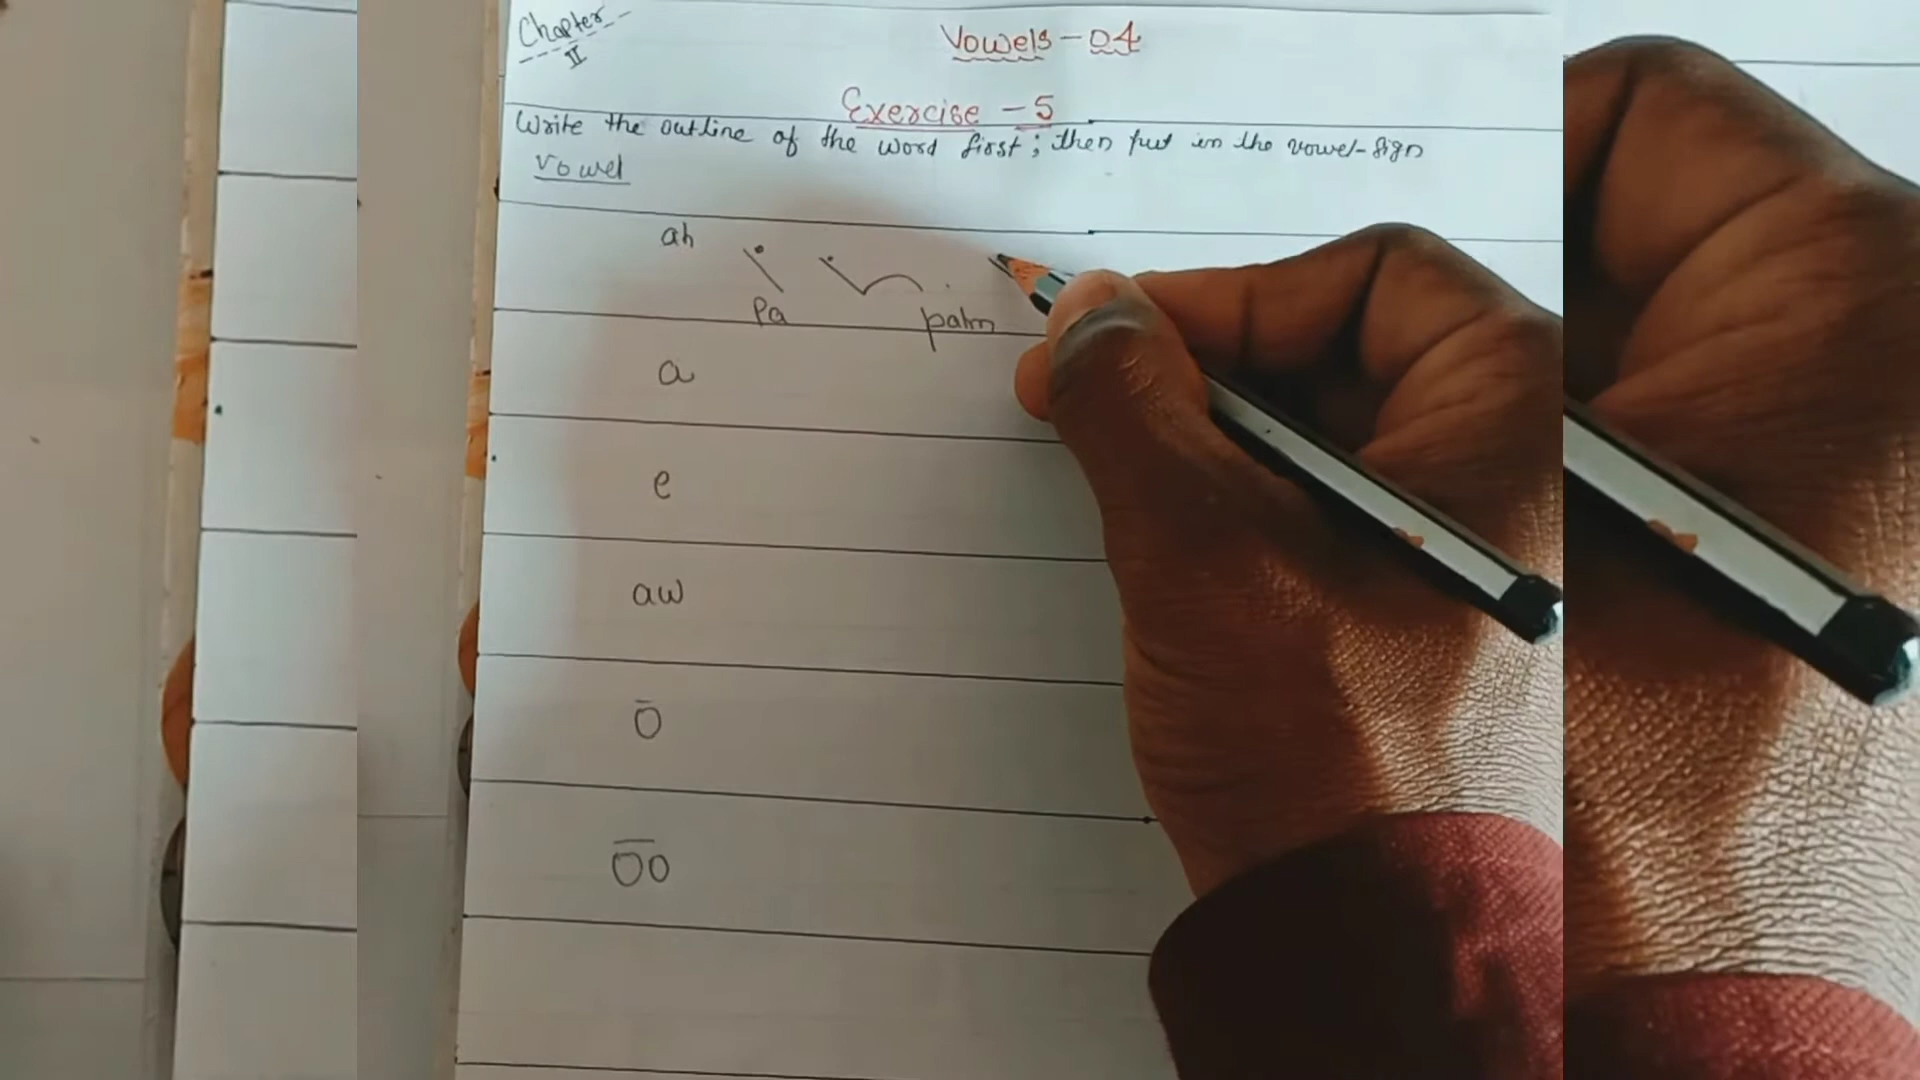 Chapter
II
Vowels - 04
Exercise - 5
Write the outline of the word first; then put in the vowel-sign
Vowel
ah
Pa palm
a
e
aw
ō
o̅o